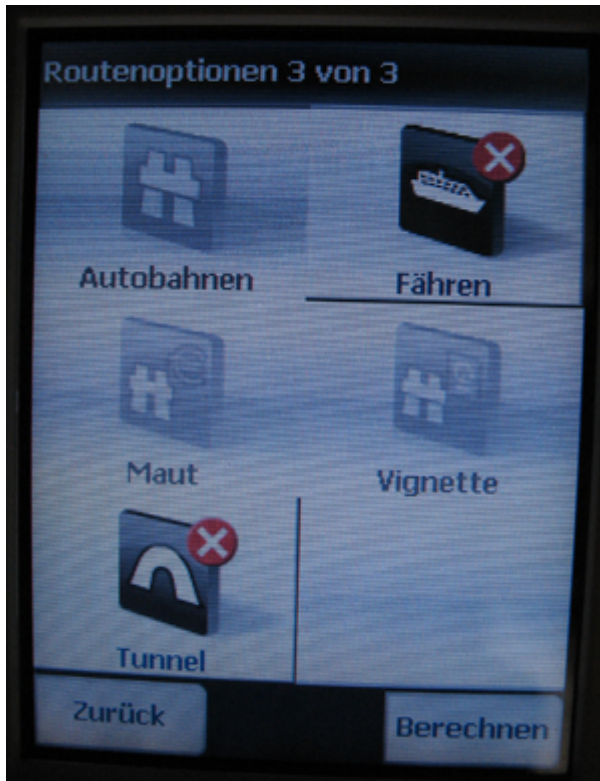 Routenoptionen 3 von 3
Autobahnen
Fähren
Maut
Vignette
Tunnel
Zurück
Berechnen